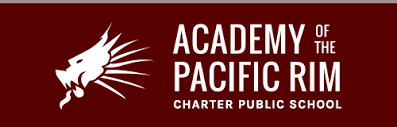 ACADEMY OF THE
PACIFIC RIM
CHARTER PUBLIC SCHOOL